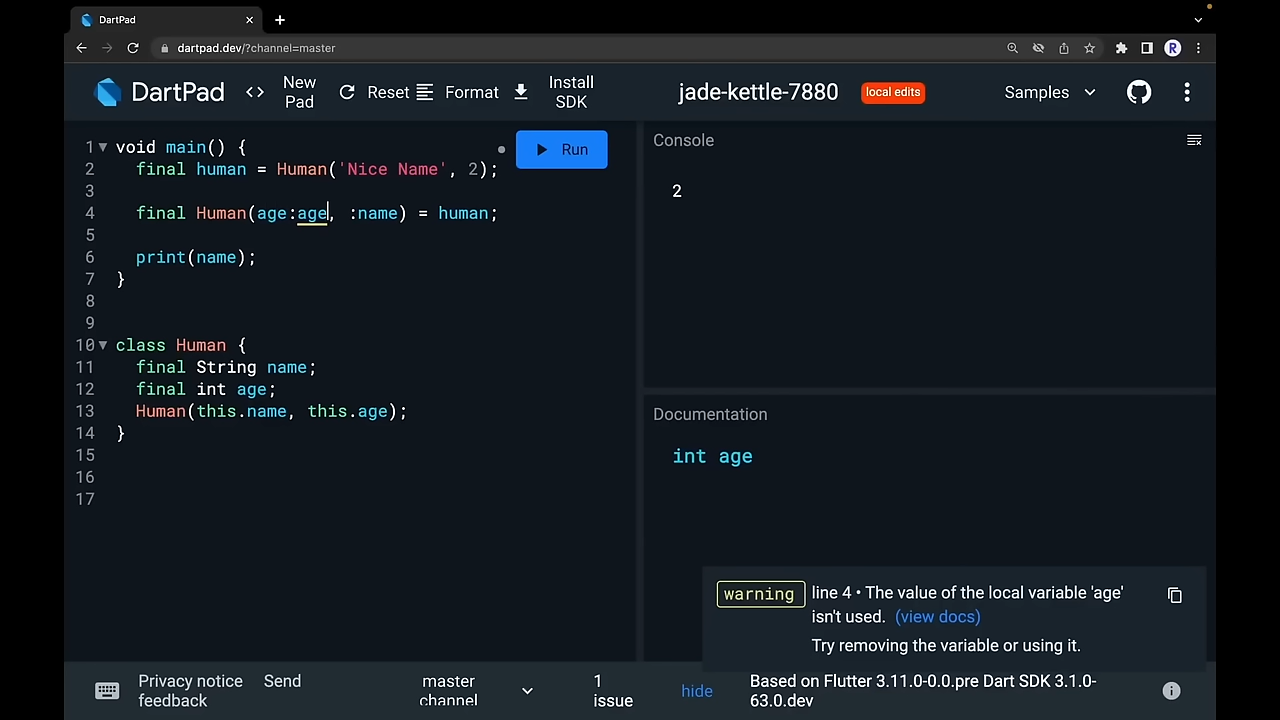 DartPad
dartpad.dev/?channel=master
R
DartPad
<> New Pad
Reset
Format
Install SDK
jade-kettle-7880
local edits
Samples
1 void main() {
2 final human = Human('Nice Name', 2);
3
4 final Human(age:age, :name) = human;
5
6 print(name);
7 }
8
9
10 class Human {
11 final String name;
12 final int age;
13 Human(this.name, this.age);
14 }
15
16
17
Run
Console
2
Documentation
int age
warning line 4 • The value of the local variable 'age'
isn't used. (view docs)
Try removing the variable or using it.
Privacy notice
Send
feedback
master
channel
1
issue
hide
Based on Flutter 3.11.0-0.0.pre Dart SDK 3.1.0-
63.0.dev